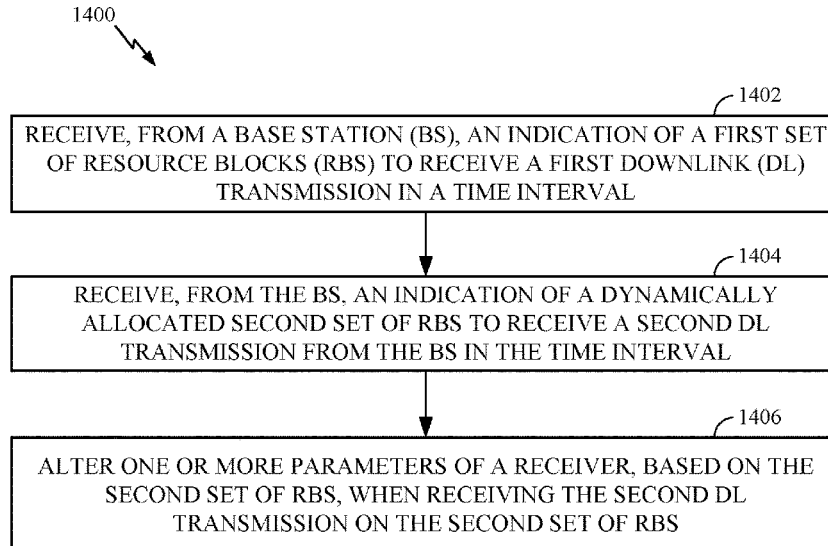 1400
1402
RECEIVE, FROM A BASE STATION (BS), AN INDICATION OF A FIRST SET
OF RESOURCE BLOCKS (RBS) TO RECEIVE A FIRST DOWNLINK (DL)
TRANSMISSION IN A TIME INTERVAL
1404
RECEIVE, FROM THE BS, AN INDICATION OF A DYNAMICALLY
ALLOCATED SECOND SET OF RBS TO RECEIVE A SECOND DL
TRANSMISSION FROM THE BS IN THE TIME INTERVAL
1406
ALTER ONE OR MORE PARAMETERS OF A RECEIVER, BASED ON THE
SECOND SET OF RBS, WHEN RECEIVING THE SECOND DL
TRANSMISSION ON THE SECOND SET OF RBS